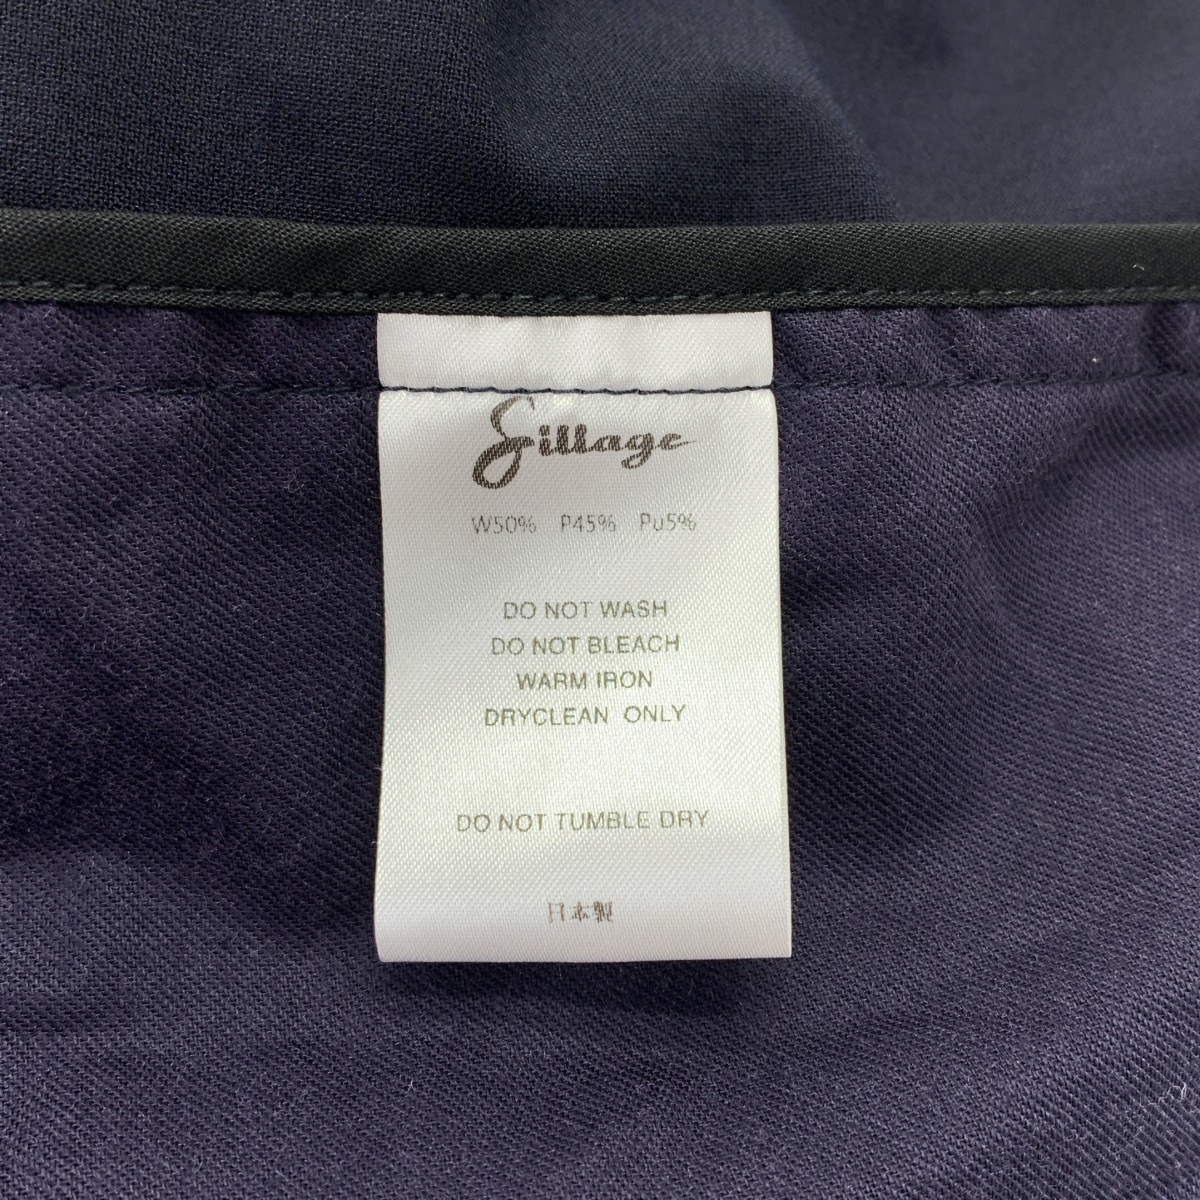 Sillage
W50% P45% Pu5%
DO NOT WASH
DO NOT BLEACH
WARM IRON
DRYCLEAN ONLY
DO NOT TUMBLE DRY
日本製